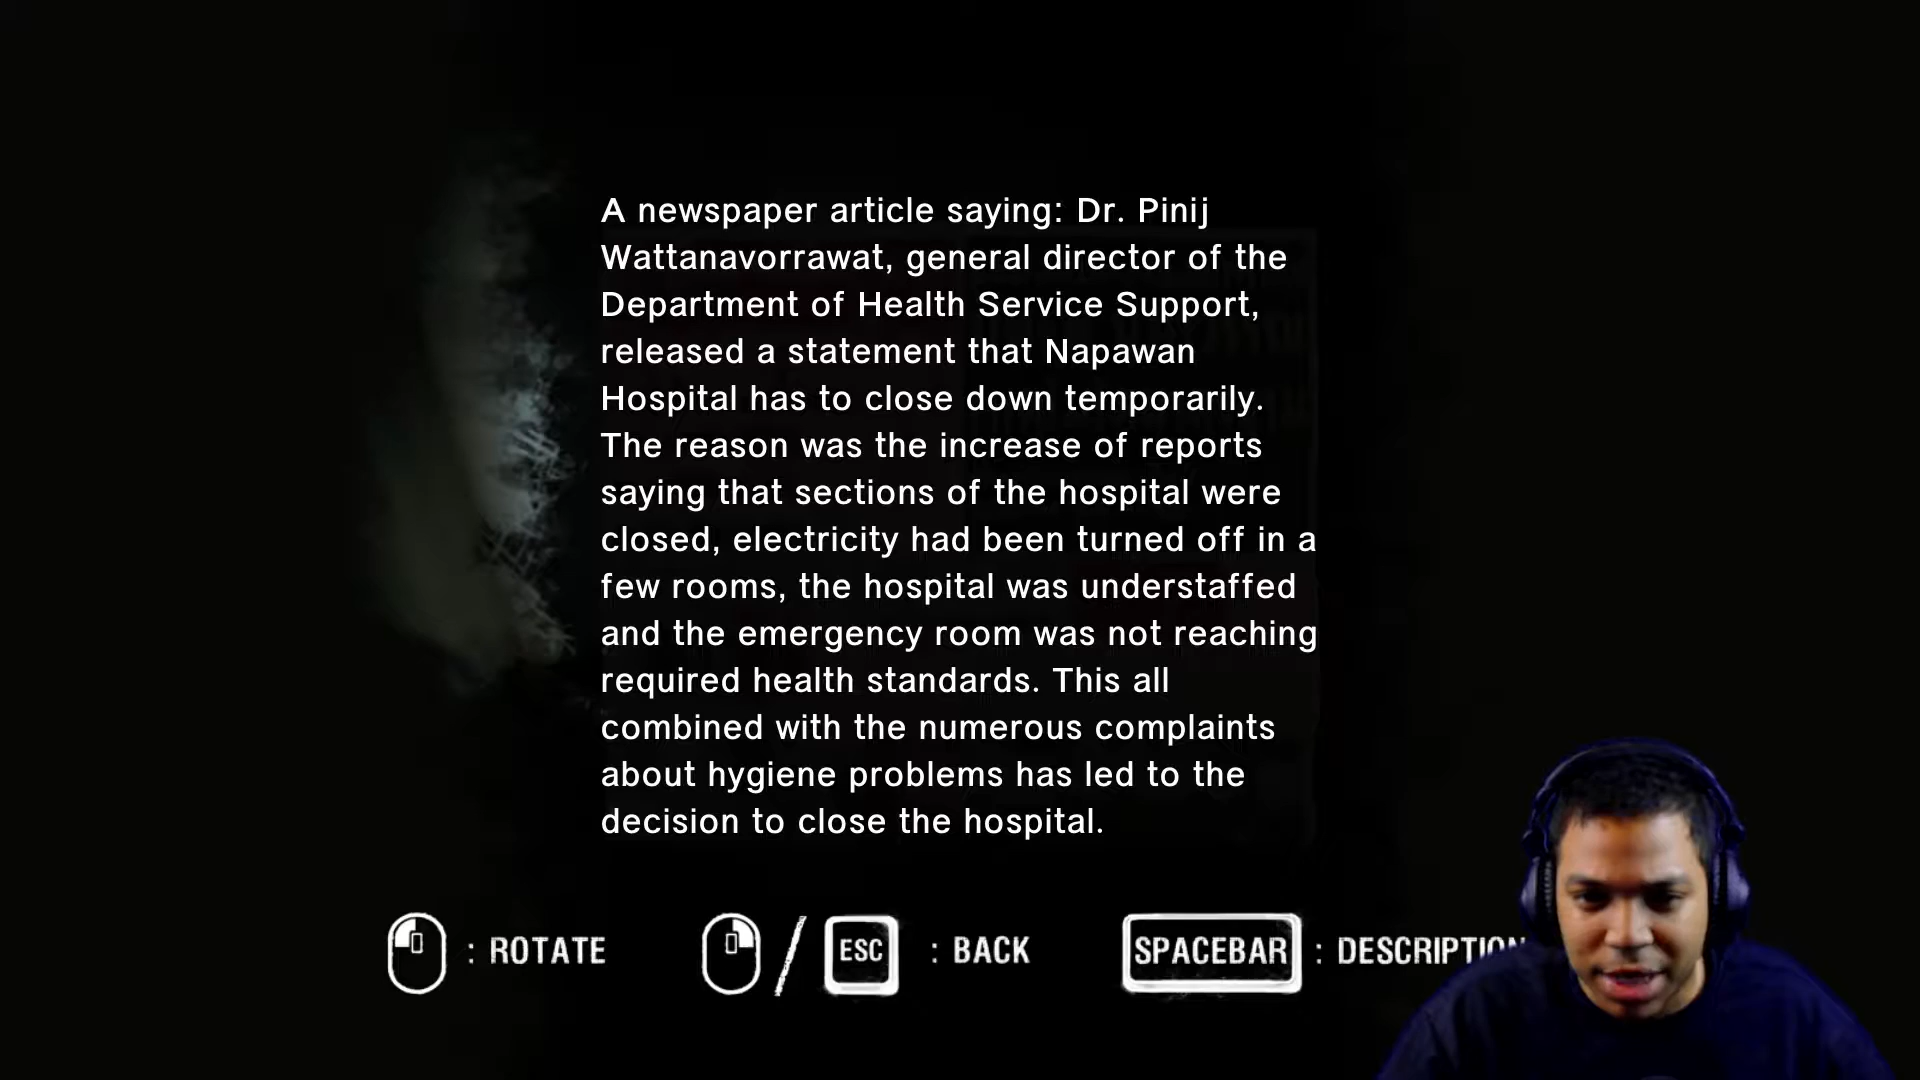 A newspaper article saying: Dr. Pinij
Wattanavorrawat, general director of the
Department of Health Service Support,
released a statement that Napawan
Hospital has to close down temporarily.
The reason was the increase of reports
saying that sections of the hospital were
closed, electricity had been turned off in a
few rooms, the hospital was understaffed
and the emergency room was not reaching
required health standards. This all
combined with the numerous complaints
about hygiene problems has led to the
decision to close the hospital.
: ROTATE / ESC : BACK SPACEBAR : DESCRIPTION